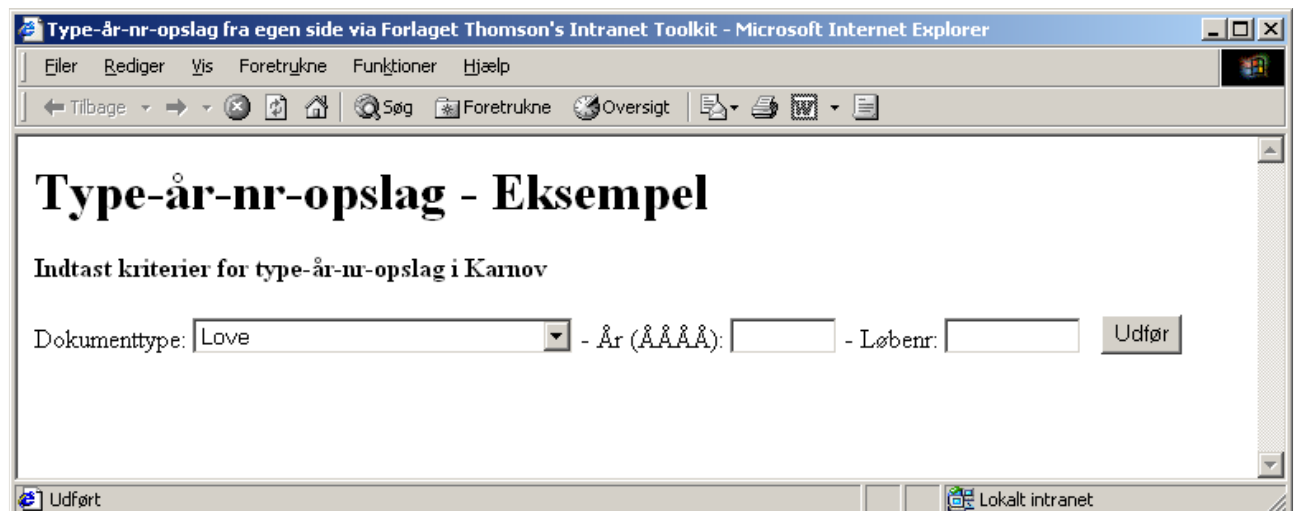 Type-år-nr-opslag fra egen side via Forlaget Thomson's Intranet Toolkit - Microsoft Internet Explorer
Filer Rediger Vis Foretrukne Funktioner Hjælp
Tilbage Søg Foretrukne Oversigt
Type-år-nr-opslag - Eksempel
Indtast kriterier for type-år-nr-opslag i Karnov
Dokumenttype: Love - År (ÅÅÅÅ): - Løbenr: Udfør
Udført Lokalt intranet